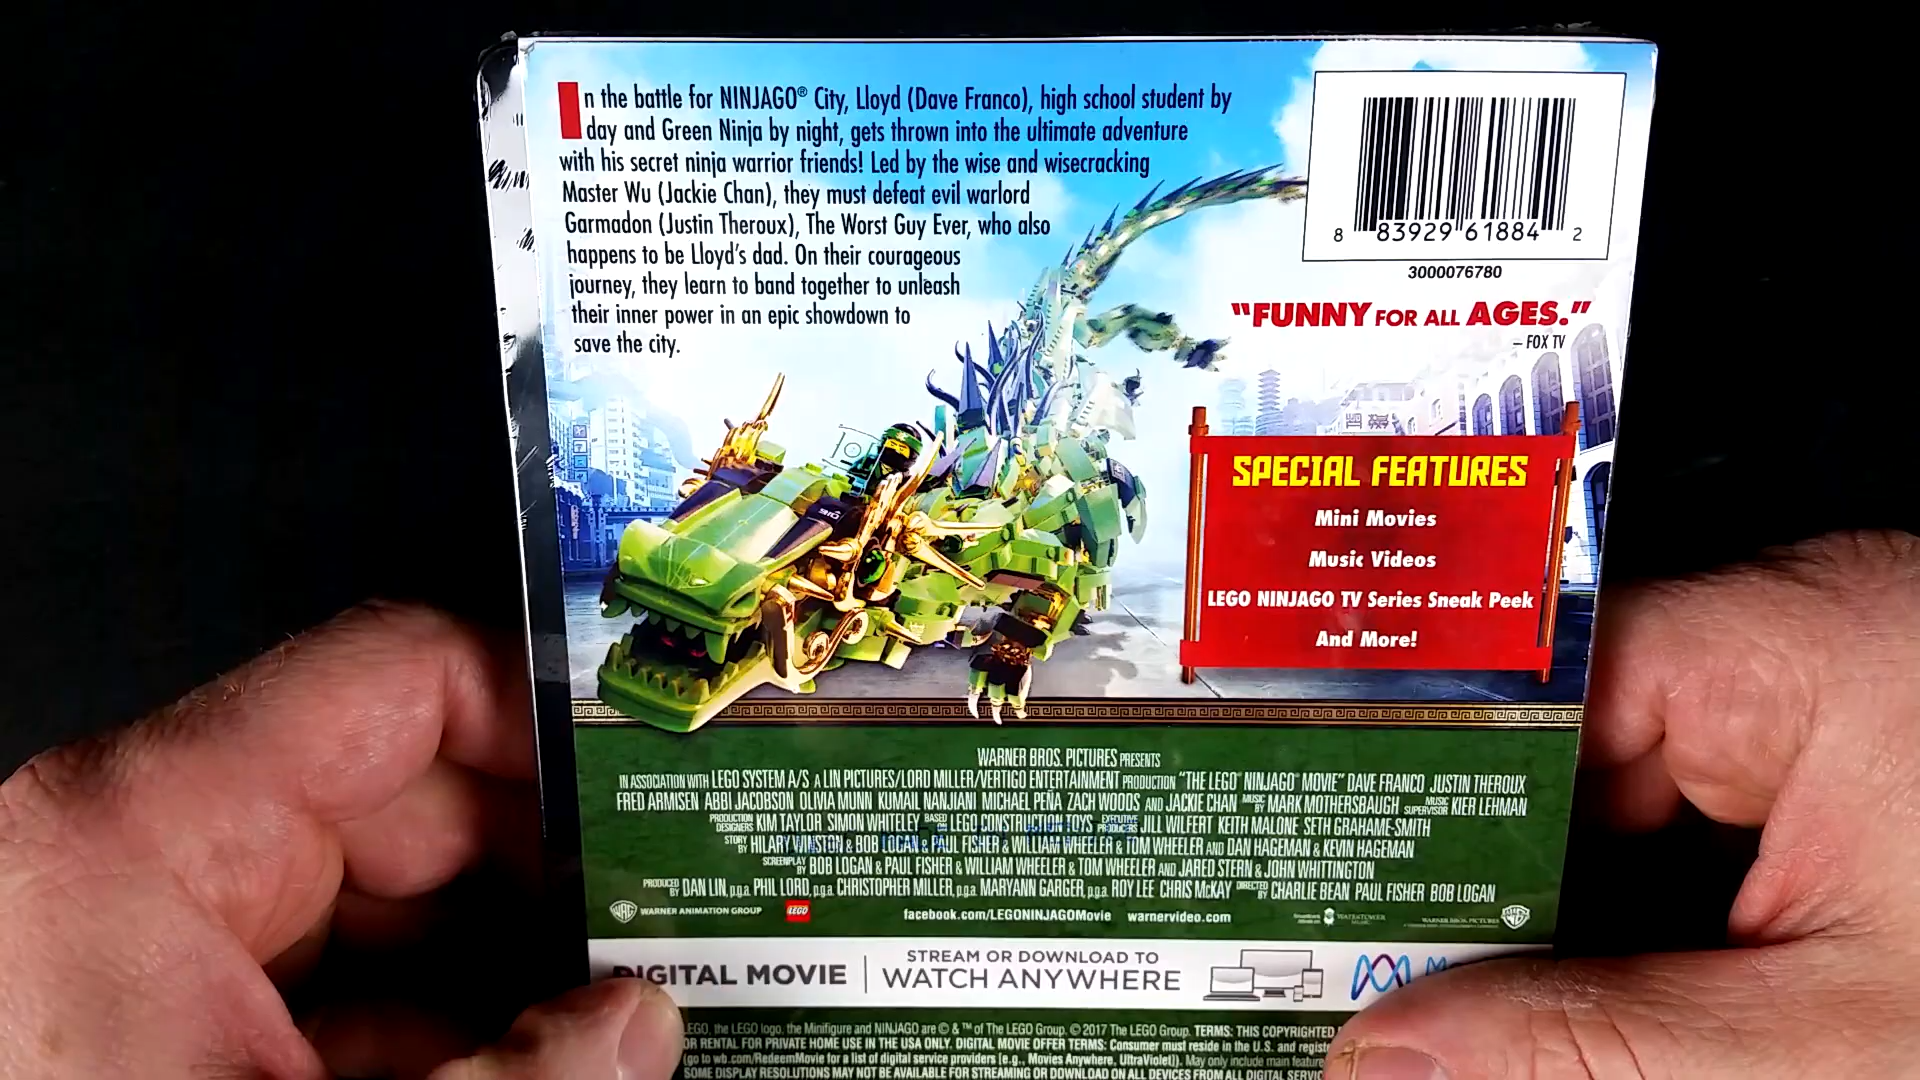 In the battle for NINJAGO® City, Lloyd (Dave Franco), high school student by
day and Green Ninja by night, gets thrown into the ultimate adventure
with his secret ninja warrior friends! Led by the wise and wisecracking
Master Wu (Jackie Chan), they must defeat evil warlord
Garmadon (Justin Theroux), The Worst Guy Ever, who also
happens to be Lloyd's dad. On their courageous
journey, they learn to band together to unleash
their inner power in an epic showdown to
save the city.
8 83929 61884 2
3000076780
"FUNNY FOR ALL AGES."
– FOX TV
SPECIAL FEATURES
Mini Movies
Music Videos
LEGO NINJAGO TV Series Sneak Peek
And More!
WARNER BROS. PICTURES PRESENTS
IN ASSOCIATION WITH LEGO SYSTEM A/S A LIN PICTURES/LORD MILLER/VERTIGO ENTERTAINMENT PRODUCTION "THE LEGO® NINJAGO® MOVIE" DAVE FRANCO JUSTIN THEROUX
FRED ARMISEN ABBI JACOBSON OLIVIA MUNN KUMAIL NANJIANI MICHAEL PEÑA ZACH WOODS AND JACKIE CHAN MUSIC BY MARK MOTHERSBAUGH MUSIC SUPERVISOR KIER LEHMAN
PRODUCTION DESIGNERS KIM TAYLOR SIMON WHITELEY BASED ON LEGO CONSTRUCTION TOYS EXECUTIVE PRODUCERS JILL WILFERT KEITH MALONE SETH GRAHAME-SMITH
STORY BY HILARY WINSTON & BOB LOGAN & PAUL FISHER & WILLIAM WHEELER & TOM WHEELER AND DAN HAGEMAN & KEVIN HAGEMAN
SCREENPLAY BY BOB LOGAN & PAUL FISHER & WILLIAM WHEELER & TOM WHEELER AND JARED STERN & JOHN WHITTINGTON
PRODUCED BY DAN LIN, p.g.a. PHIL LORD, p.g.a. CHRISTOPHER MILLER, p.g.a. MARYANN GARGER, p.g.a. ROY LEE CHRIS McKAY DIRECTED BY CHARLIE BEAN PAUL FISHER BOB LOGAN
WAG WARNER ANIMATION GROUP LEGO facebook.com/LEGONINJAGOMovie warnervideo.com WATERTOWER MUSIC WARNER BROS. PICTURES
DIGITAL MOVIE
STREAM OR DOWNLOAD TO
WATCH ANYWHERE
LEGO, the LEGO logo, the Minifigure and NINJAGO are © & ™ of The LEGO Group. © 2017 The LEGO Group. TERMS: THIS COPYRIGHTED
OR RENTAL FOR PRIVATE HOME USE IN THE USA ONLY. DIGITAL MOVIE OFFER TERMS: Consumer must reside in the U.S. and
(go to wb.com/RedeemMovie for a list of digital service providers [e.g., Movies Anywhere, UltraViolet]). May only include main
SOME DISPLAY RESOLUTIONS MAY NOT BE AVAILABLE FOR STREAMING OR DOWNLOAD ON ALL DEVICES FROM ALL DIGITAL